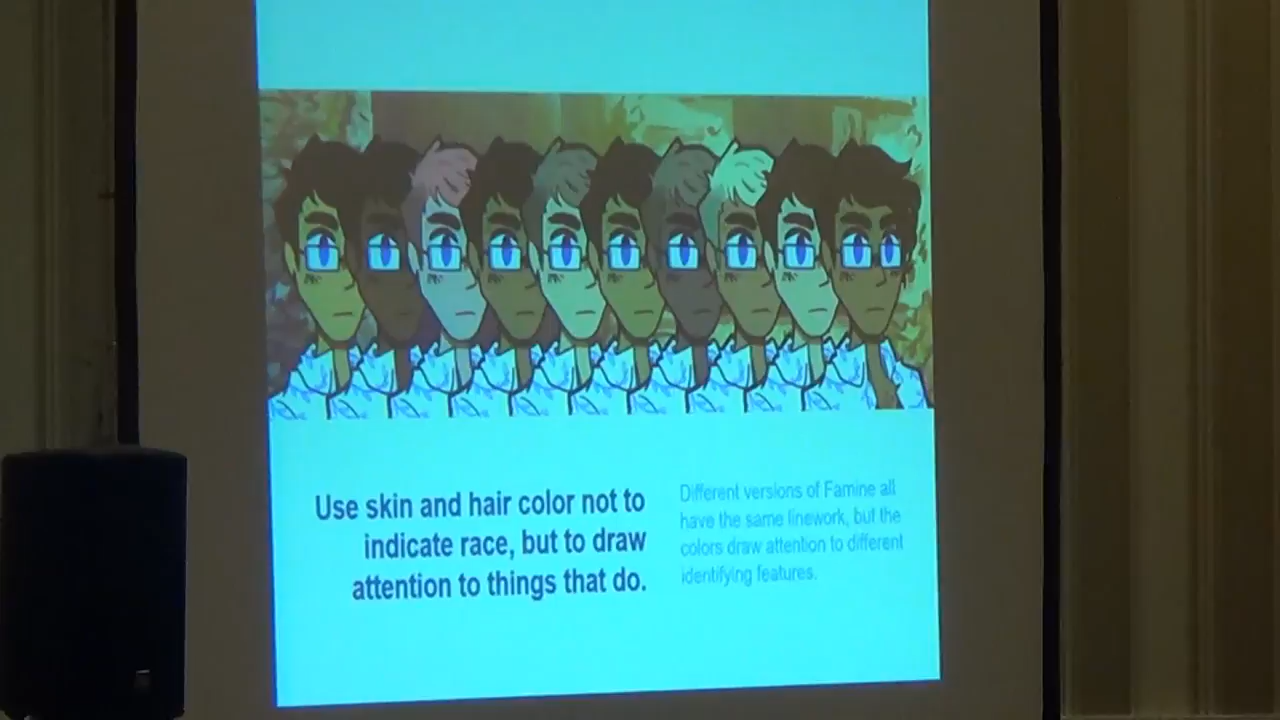 Use skin and hair color not to
indicate race, but to draw
attention to things that do.
Different versions of Famine all
have the same linework, but the
colors draw attention to different
identifying features.